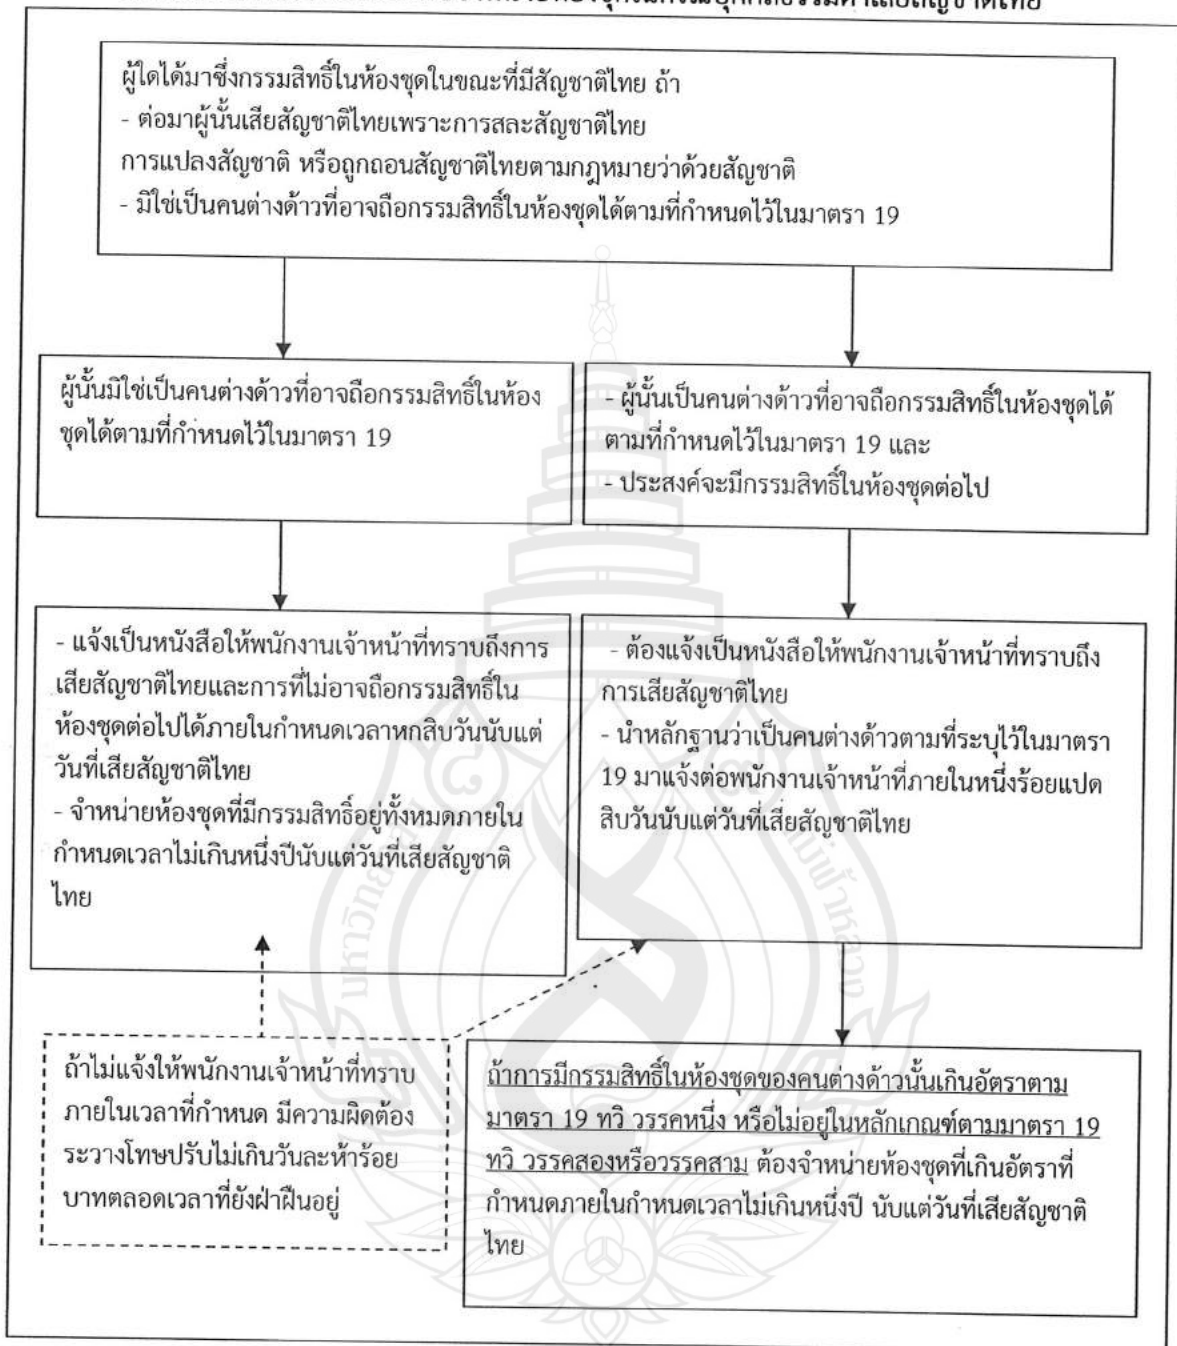 ผู้ใดได้มาซึ่งกรรมสิทธิ์ในห้องชุดในขณะที่มีสัญชาติไทย ถ้า
- ต่อมาผู้นั้นเสียสัญชาติไทยเพราะการสละสัญชาติไทย
การแปลงสัญชาติ หรือถูกถอนสัญชาติไทยตามกฎหมายว่าด้วยสัญชาติ
- มิใช่เป็นคนต่างด้าวที่อาจถือกรรมสิทธิ์ในห้องชุดได้ตามที่กำหนดไว้ในมาตรา 19
ผู้นั้นมิใช่เป็นคนต่างด้าวที่อาจถือกรรมสิทธิ์ในห้อง
ชุดได้ตามที่กำหนดไว้ในมาตรา 19
- ผู้นั้นเป็นคนต่างด้าวที่อาจถือกรรมสิทธิ์ในห้องชุดได้
ตามที่กำหนดไว้ในมาตรา 19 และ
- ประสงค์จะมีกรรมสิทธิ์ในห้องชุดต่อไป
- แจ้งเป็นหนังสือให้พนักงานเจ้าหน้าที่ทราบถึงการ
เสียสัญชาติไทยและการที่ไม่อาจถือกรรมสิทธิ์ใน
ห้องชุดต่อไปได้ภายในกำหนดเวลาหกสิบวันนับแต่
วันที่เสียสัญชาติไทย
- จำหน่ายห้องชุดที่มีกรรมสิทธิ์อยู่ทั้งหมดภายใน
กำหนดเวลาไม่เกินหนึ่งปีนับแต่วันที่เสียสัญชาติ
ไทย
- ต้องแจ้งเป็นหนังสือให้พนักงานเจ้าหน้าที่ทราบถึง
การเสียสัญชาติไทย
- นำหลักฐานว่าเป็นคนต่างด้าวตามที่ระบุไว้ในมาตรา
19 มาแจ้งต่อพนักงานเจ้าหน้าที่ภายในหนึ่งร้อยแปด
สิบวันนับแต่วันที่เสียสัญชาติไทย
ถ้าไม่แจ้งให้พนักงานเจ้าหน้าที่ทราบ
ภายในเวลาที่กำหนด มีความผิดต้อง
ระวางโทษปรับไม่เกินวันละห้าร้อย
บาทตลอดเวลาที่ยังฝ่าฝืนอยู่
ถ้าการมีกรรมสิทธิ์ในห้องชุดของคนต่างด้าวนั้นเกินอัตราตาม
มาตรา 19 ทวิ วรรคหนึ่ง หรือไม่อยู่ในหลักเกณฑ์ตามมาตรา 19
ทวิ วรรคสองหรือวรรคสาม ต้องจำหน่ายห้องชุดที่เกินอัตราที่
กำหนดภายในกำหนดเวลาไม่เกินหนึ่งปี นับแต่วันที่เสียสัญชาติ
ไทย